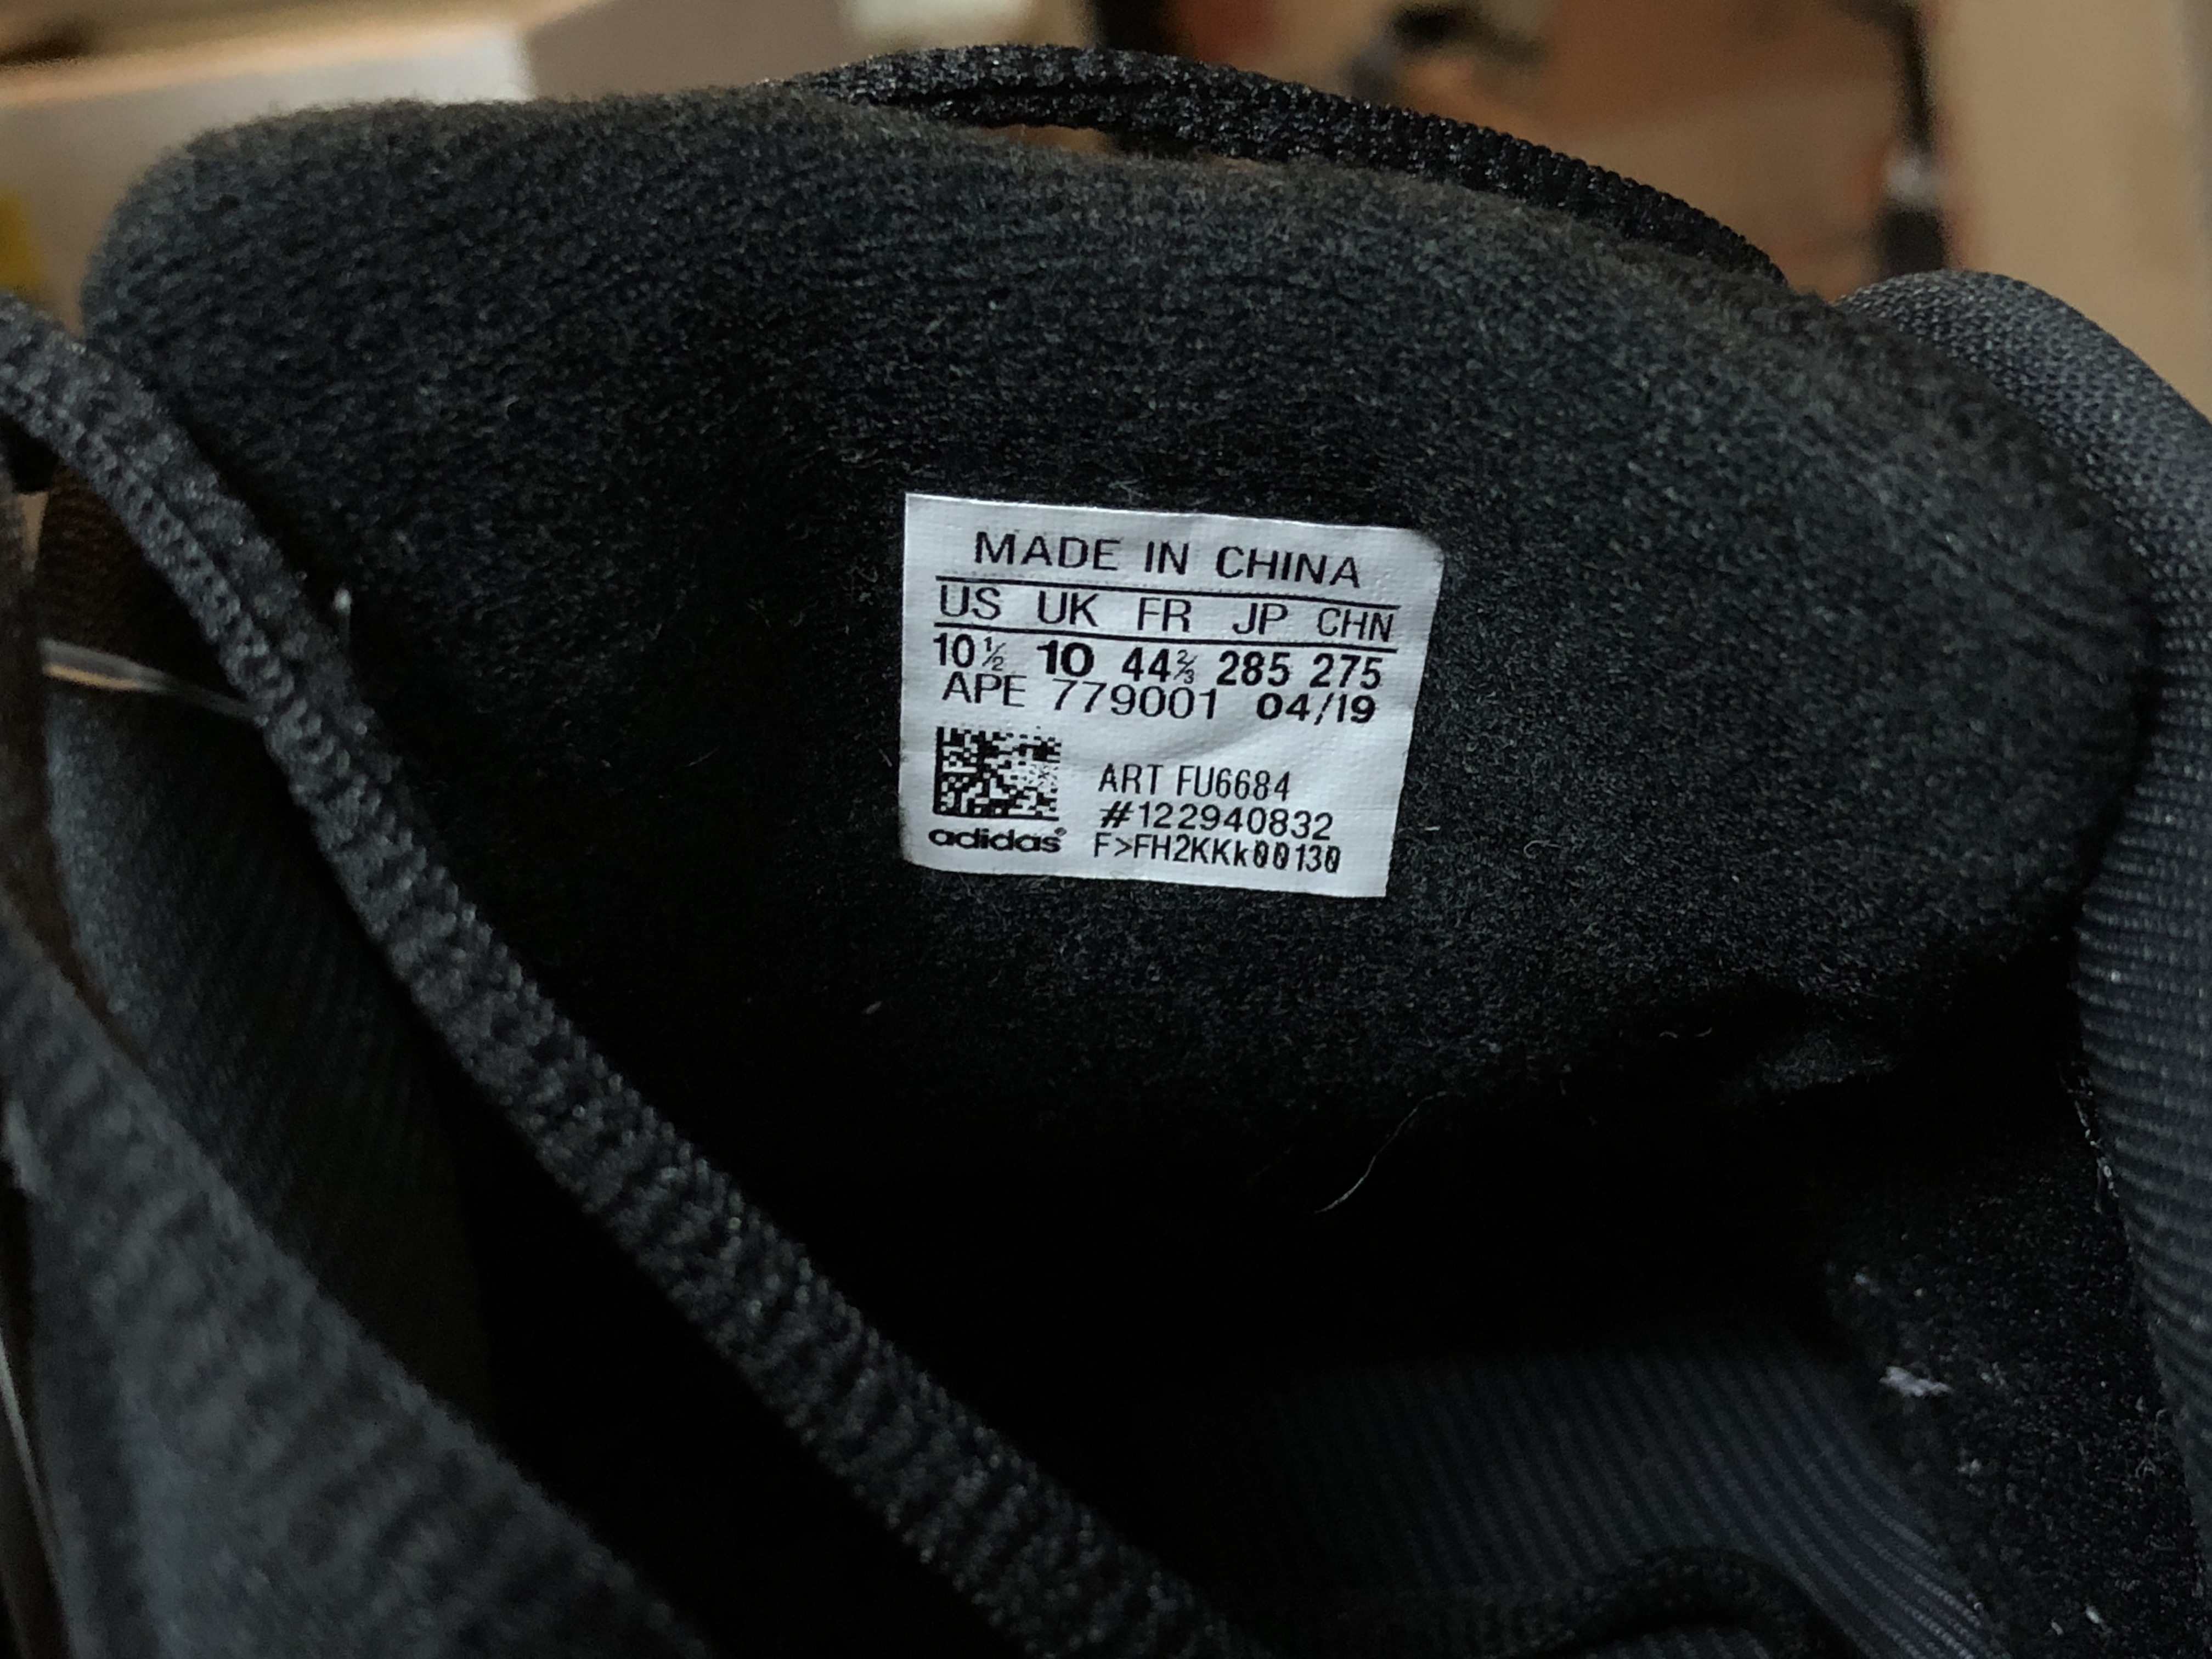 MADE IN CHINA
US UK FR JP CHN
10½ 10 44⅔ 285 275
APE 779001 04/19
ART FU6684
#122940832
adidas® F>FH2KKk00130